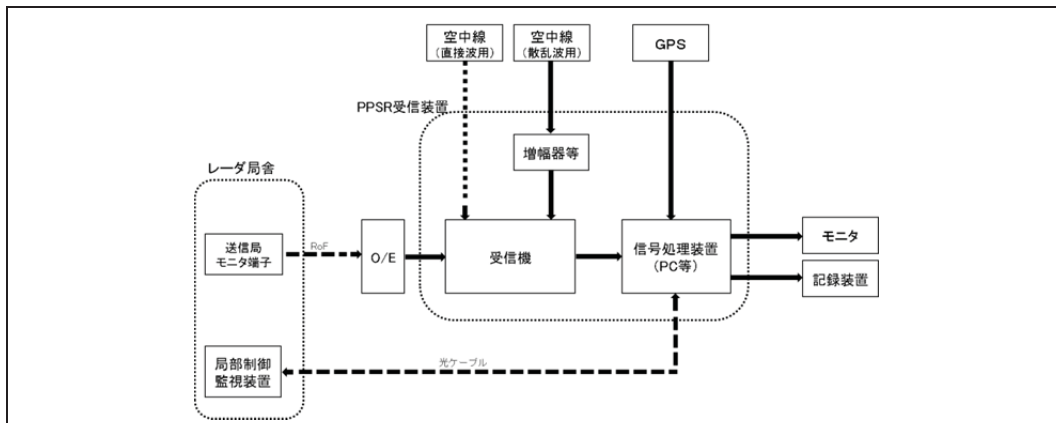 空中線
(直接波用)
空中線
(散乱波用)
GPS
PPSR受信装置
増幅器等
レーダ局舎
送信局
モニタ端子
RoF
O/E
受信機
信号処理装置
(PC等)
モニタ
記録装置
局部制御
監視装置
光ケーブル